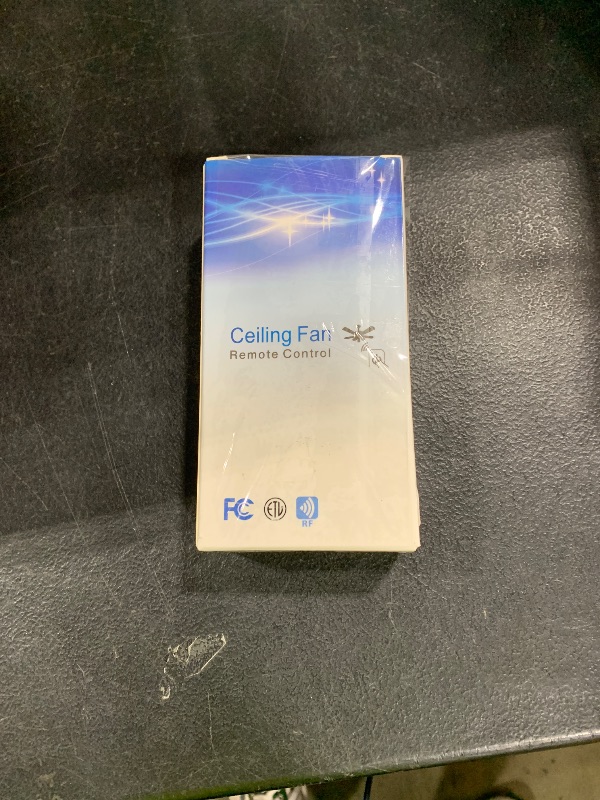 Ceiling Fan
Remote Control
FC ETL
RF